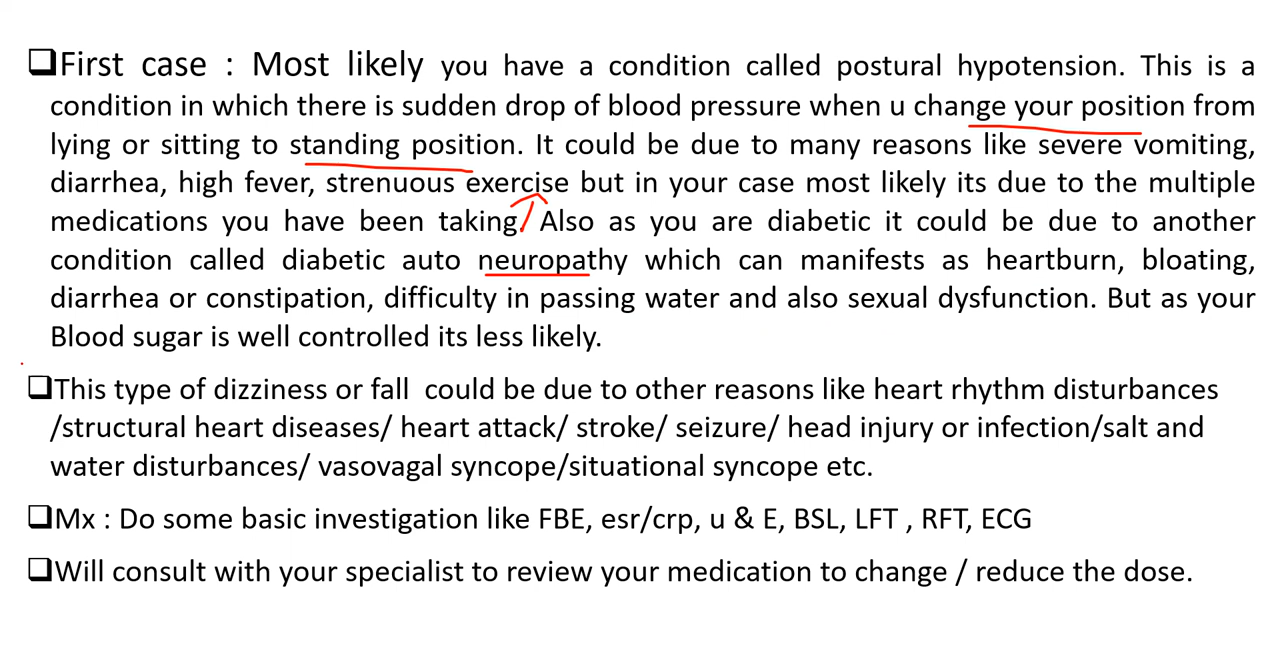 ❑First case : Most likely you have a condition called postural hypotension. This is a
condition in which there is sudden drop of blood pressure when u change your position from
lying or sitting to standing position. It could be due to many reasons like severe vomiting,
diarrhea, high fever, strenuous exercise but in your case most likely its due to the multiple
medications you have been taking. Also as you are diabetic it could be due to another
condition called diabetic auto neuropathy which can manifests as heartburn, bloating,
diarrhea or constipation, difficulty in passing water and also sexual dysfunction. But as your
Blood sugar is well controlled its less likely.
❑This type of dizziness or fall could be due to other reasons like heart rhythm disturbances
/structural heart diseases/ heart attack/ stroke/ seizure/ head injury or infection/salt and
water disturbances/ vasovagal syncope/situational syncope etc.
❑Mx : Do some basic investigation like FBE, esr/crp, u & E, BSL, LFT , RFT, ECG
❑Will consult with your specialist to review your medication to change / reduce the dose.